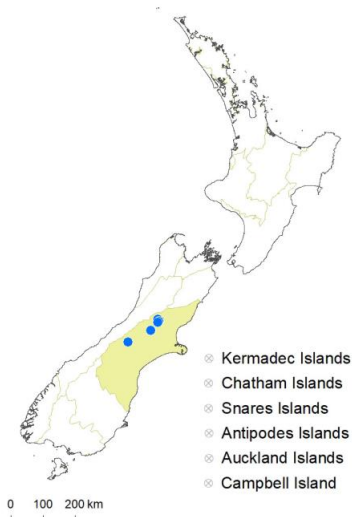 Kermadec Islands
Chatham Islands
Snares Islands
Antipodes Islands
Auckland Islands
Campbell Island
0 100 200 km